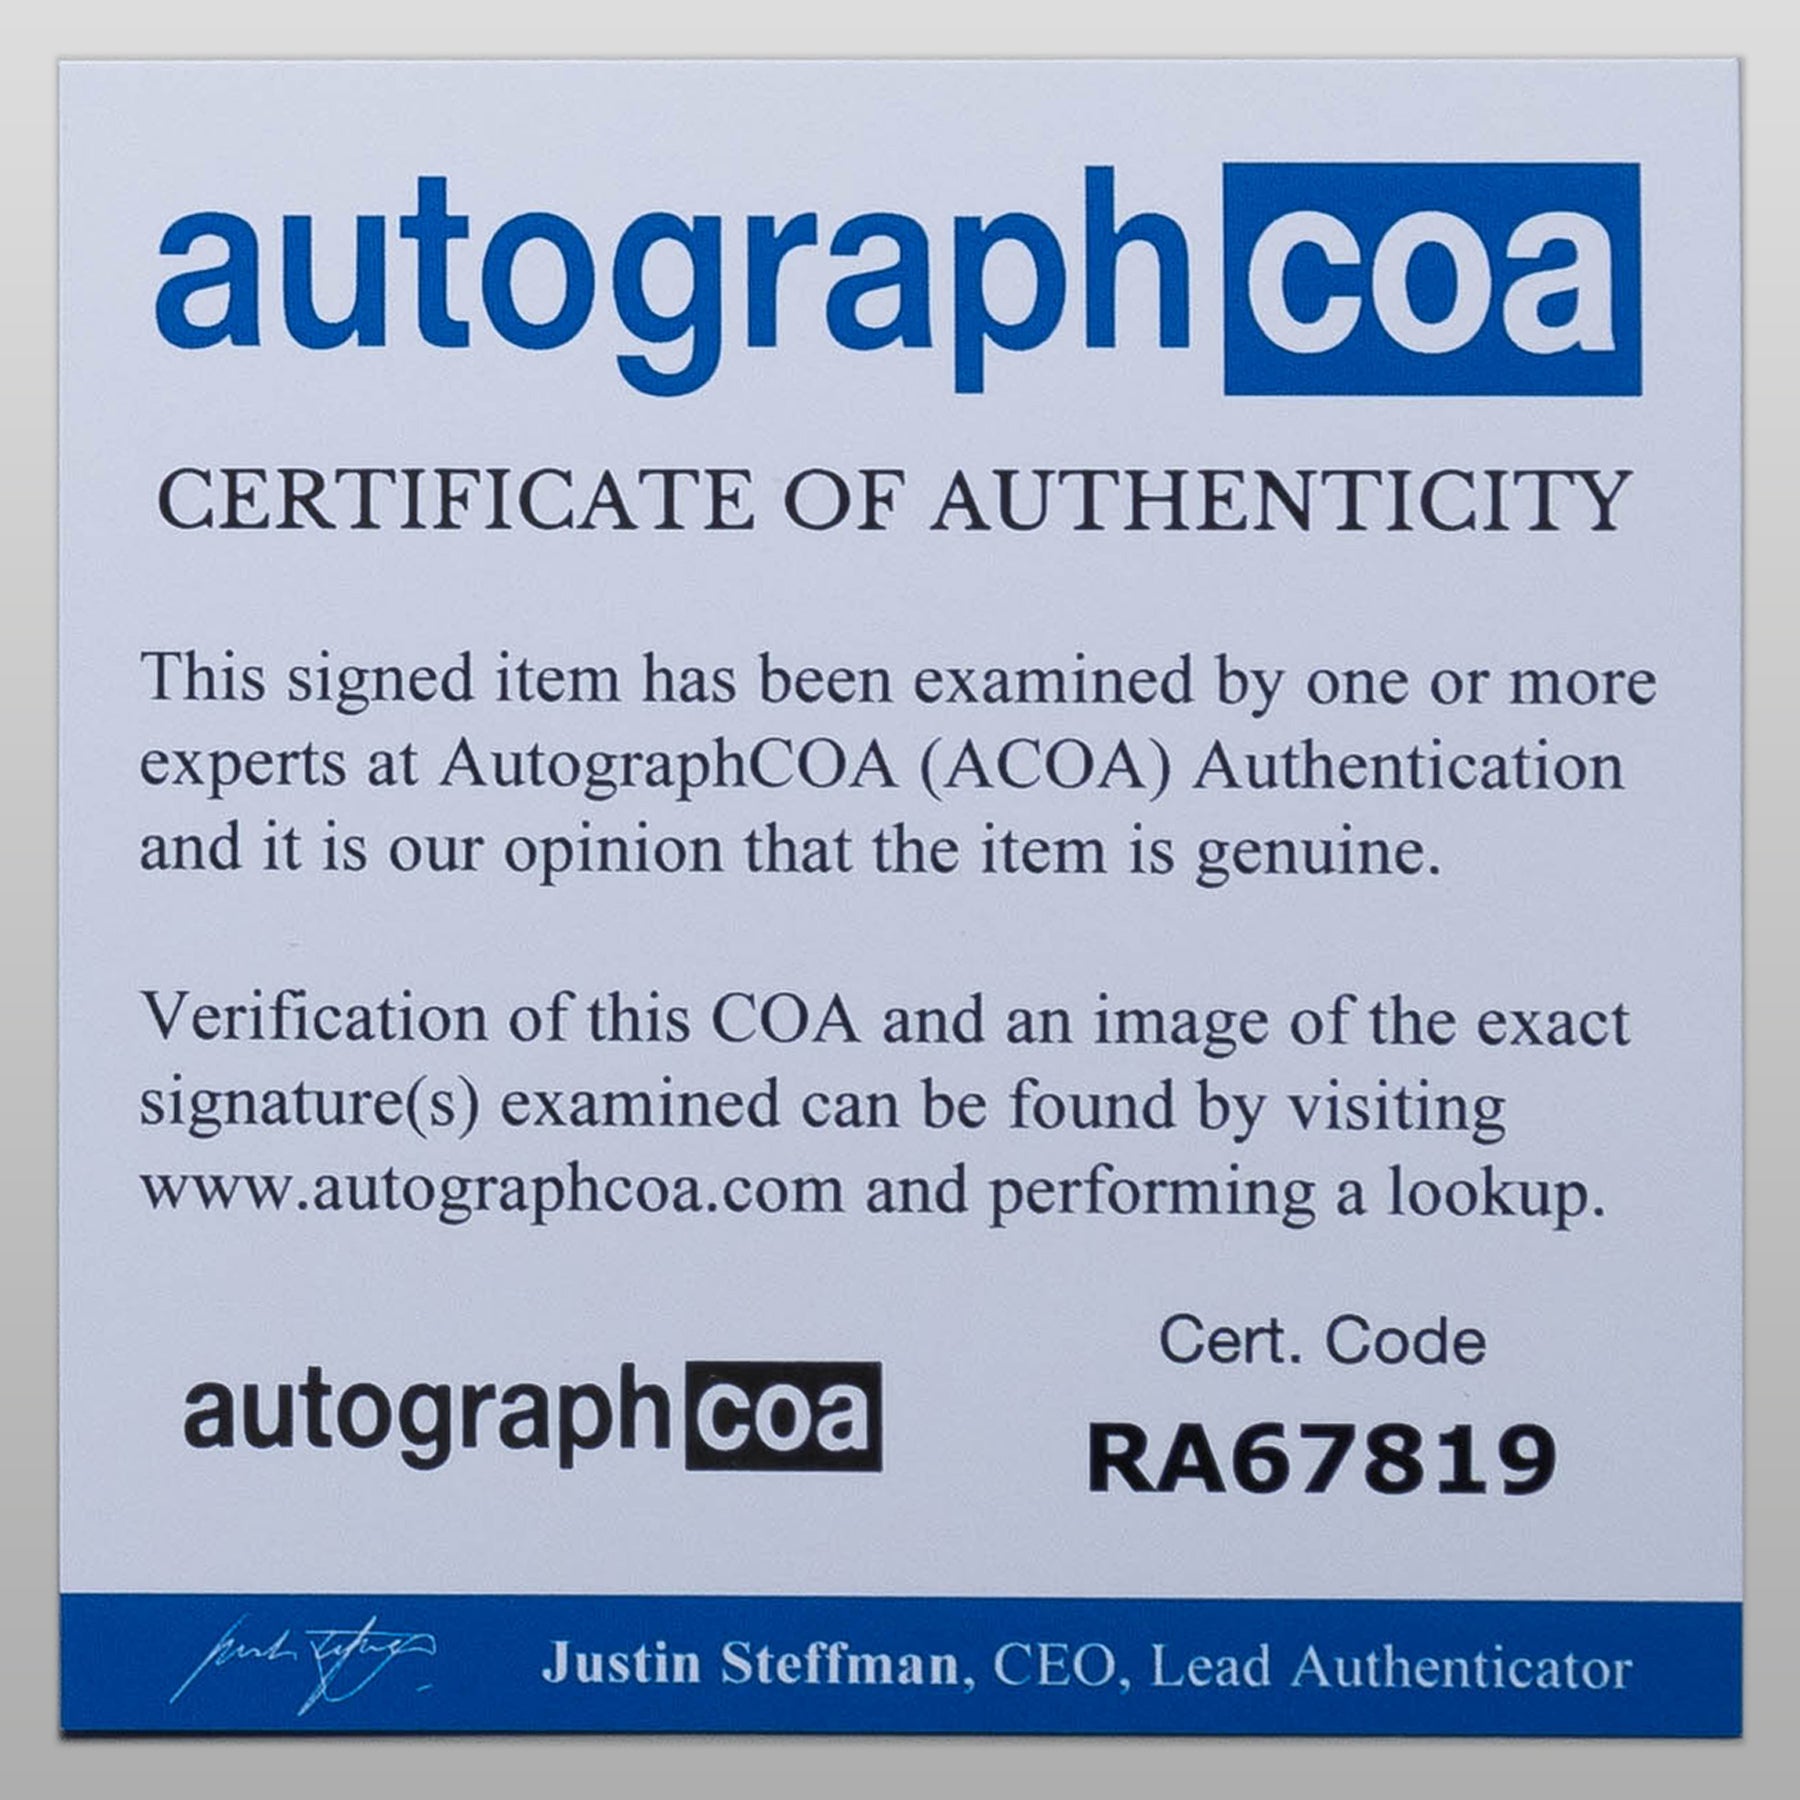 autographcoa
CERTIFICATE OF AUTHENTICITY
This signed item has been examined by one or more
experts at AutographCOA (ACOA) Authentication
and it is our opinion that the item is genuine.
Verification of this COA and an image of the exact
signature(s) examined can be found by visiting
www.autographcoa.com and performing a lookup.
Cert. Code
autographcoa
RA67819
Justin Steffman, CEO, Lead Authenticator